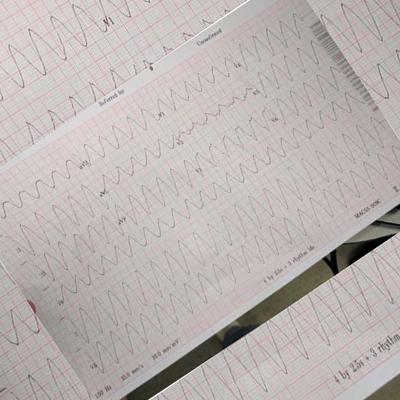 V1
Referred by:
Unconfirmed
aVR
V1
V4
aVL
V2
V5
aVF
V3
V6
II
V5
150 Hz 25.0 mm/s 10.0 mm/mV
4 by 2.5s + 3 rhythm lds
MAC55 009C
4 by 2.5s + 3 rhythm